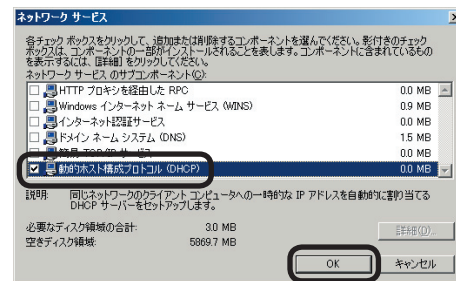 ネットワーク サービス
各チェック ボックスをクリックして、追加または削除するコンポーネントを選んでください。影付きのチェック
ボックスは、コンポーネントの一部がインストールされることを表します。コンポーネントに含まれているもの
を表示するには、[詳細] をクリックしてください。
ネットワーク サービス のサブコンポーネント(C):
HTTP プロキシを経由した RPC 0.0 MB
Windows インターネット ネーム サービス (WINS) 0.9 MB
インターネット認証サービス 0.0 MB
ドメイン ネーム システム (DNS) 1.5 MB
簡易 TCP/IP サービス 0.0 MB
動的ホスト構成プロトコル (DHCP) 0.0 MB
説明: 同じネットワークのクライアント コンピュータへの一時的な IP アドレスを自動的に割り当てる
DHCP サーバーをセットアップします。
必要なディスク領域の合計: 3.0 MB
空きディスク領域: 5869.7 MB
詳細(D)...
OK キャンセル